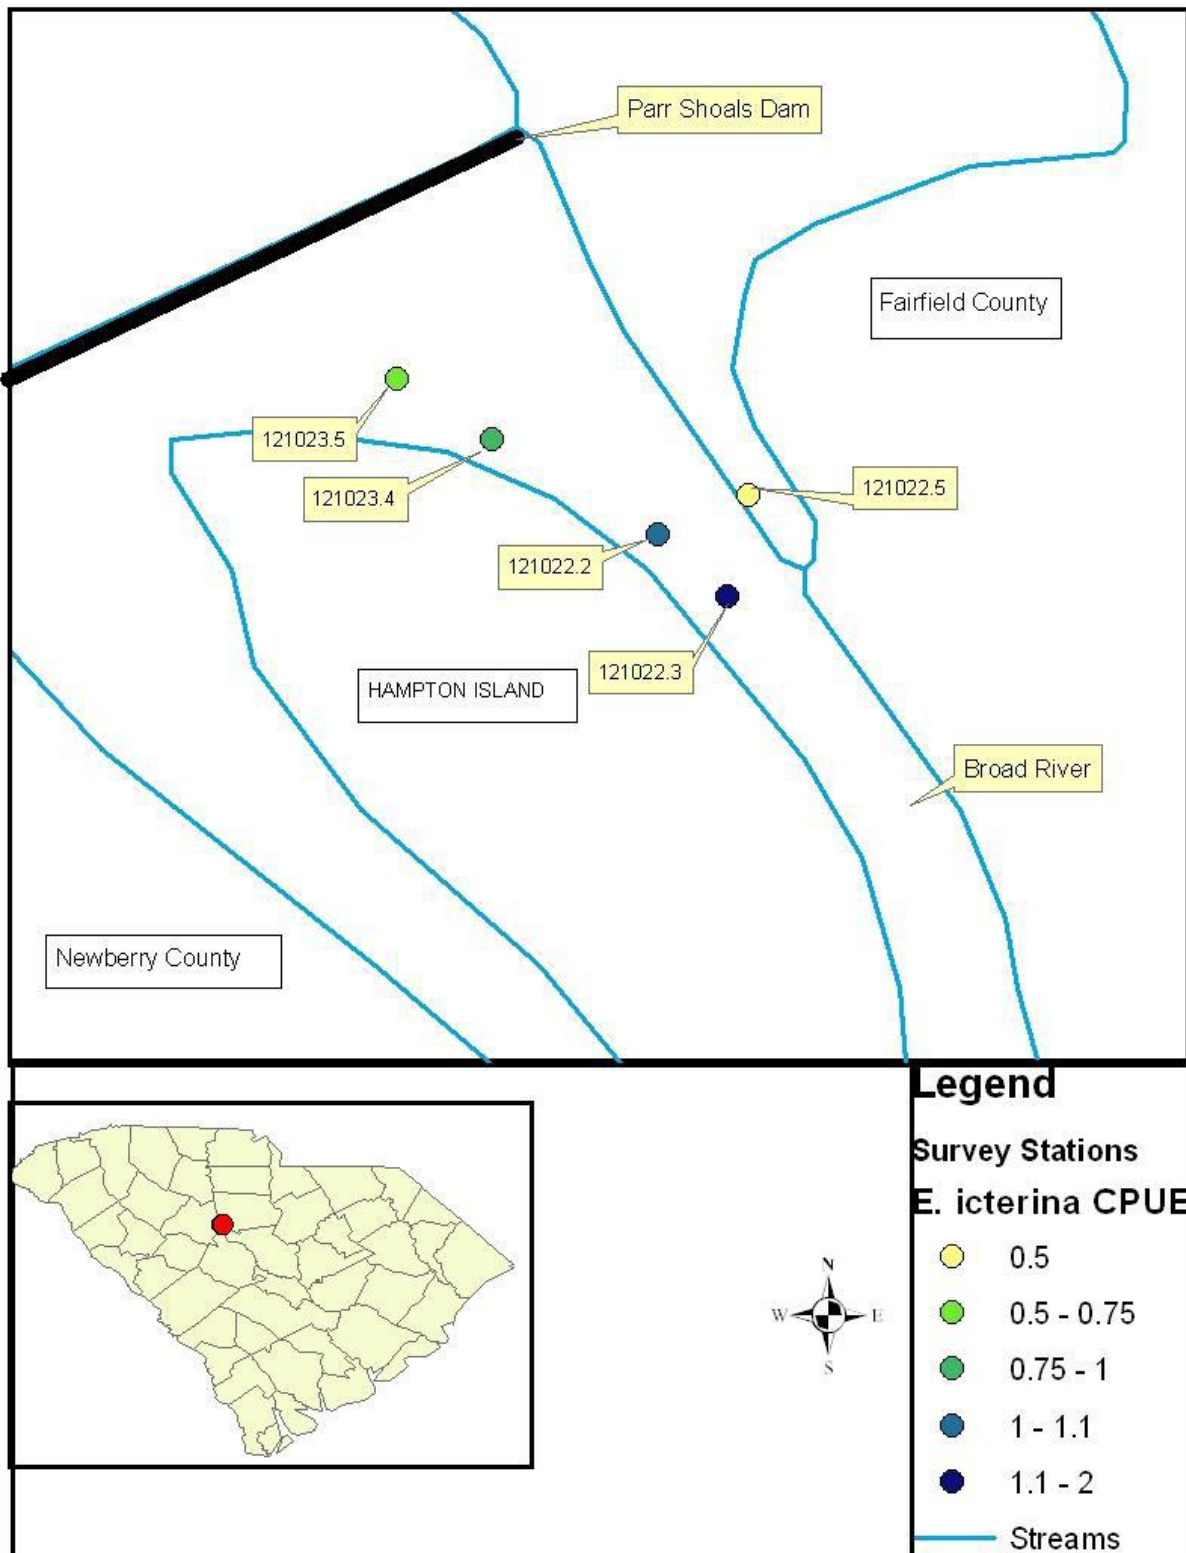 Parr Shoals Dam
Fairfield County
121023.5
121023.4
121022.5
121022.2
121022.3
HAMPTON ISLAND
Broad River
Newberry County
Legend
Survey Stations
E. icterina CPUE
0.5
0.5 - 0.75
0.75 - 1
1 - 1.1
1.1 - 2
Streams
N
W E
S